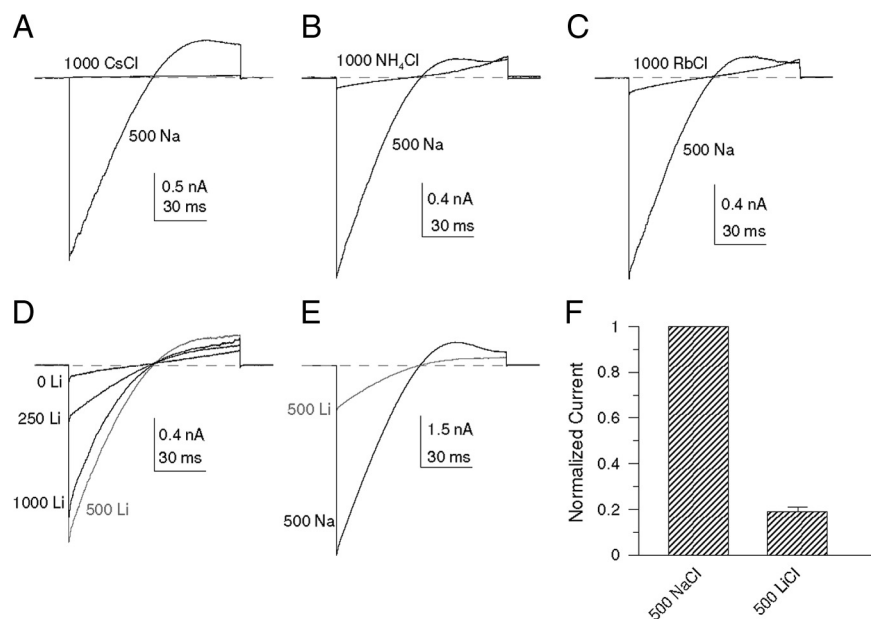 A
1000 CsCl
500 Na
0.5 nA
30 ms
B
1000 NH₄Cl
500 Na
0.4 nA
30 ms
C
1000 RbCl
500 Na
0.4 nA
30 ms
D
0 Li
250 Li
1000 Li
500 Li
0.4 nA
30 ms
E
500 Li
500 Na
1.5 nA
30 ms
F
Normalized Current
1
0.8
0.6
0.4
0.2
0
500 NaCl
500 LiCl